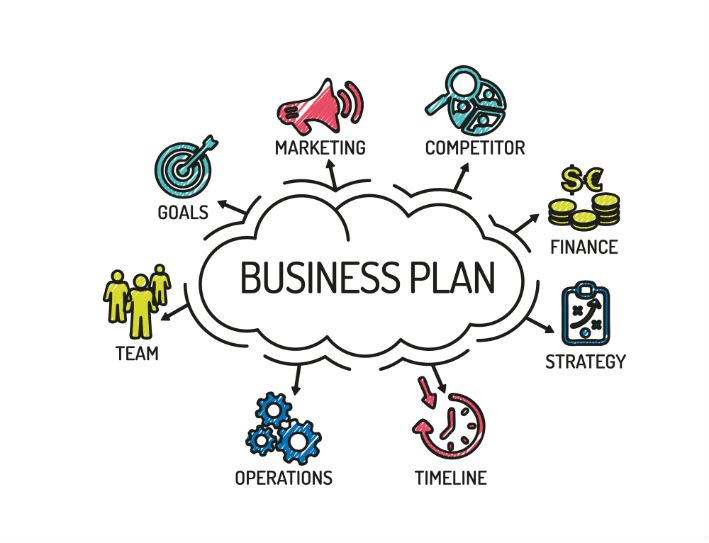 MARKETING
COMPETITOR
GOALS
$€
FINANCE
BUSINESS PLAN
TEAM
STRATEGY
OPERATIONS
TIMELINE